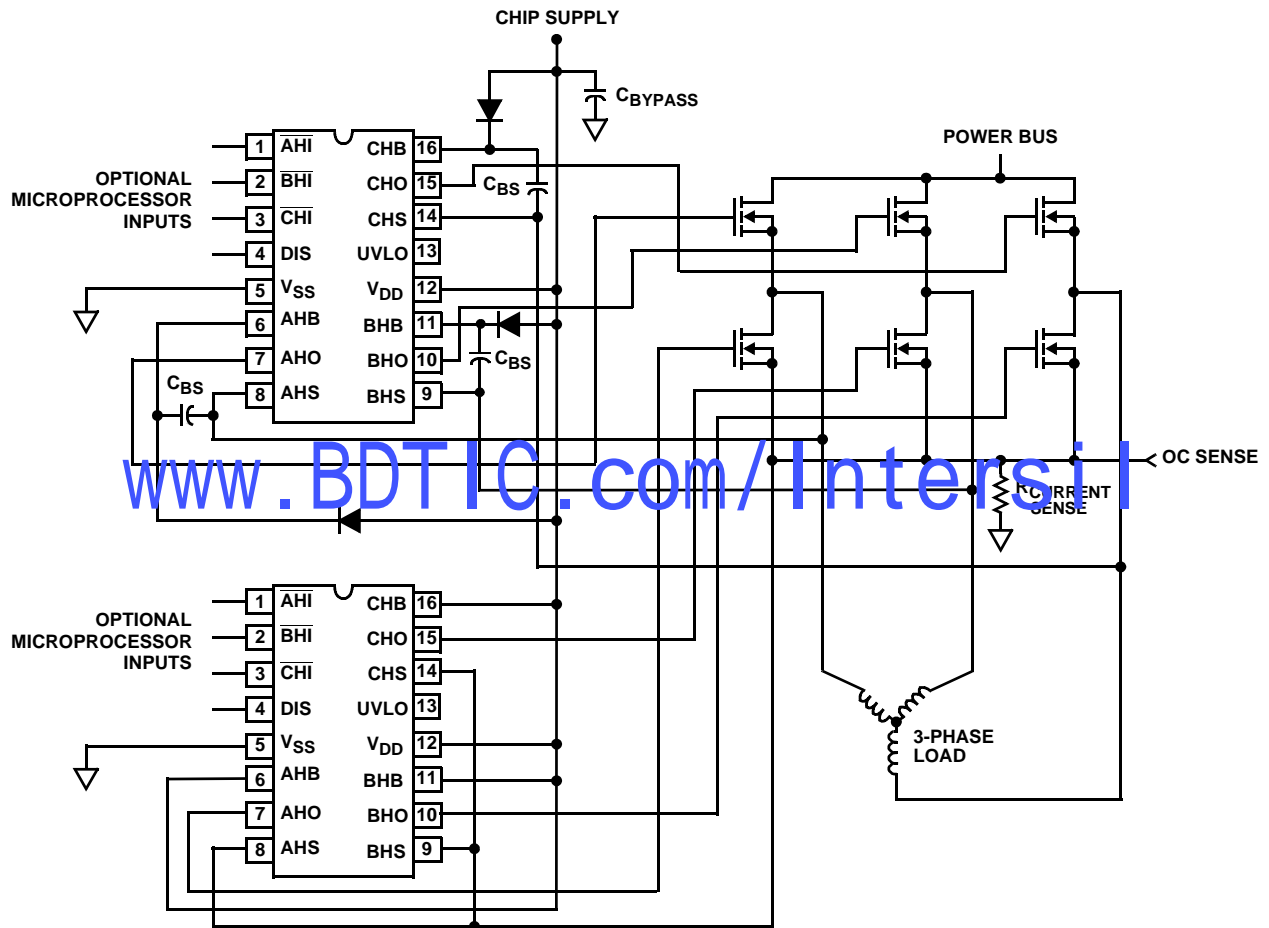 CHIP SUPPLY
CBYPASS
POWER BUS
OPTIONAL
MICROPROCESSOR
INPUTS
1 AHI CHB 16
2 BHI CHO 15
3 CHI CHS 14
4 DIS UVLO 13
5 VSS VDD 12
6 AHB BHB 11
7 AHO BHO 10
8 AHS BHS 9
CBS
CBS
CBS
www.BDTIC.com/Intersil
OC SENSE
RCURRENT
SENSE
OPTIONAL
MICROPROCESSOR
INPUTS
1 AHI CHB 16
2 BHI CHO 15
3 CHI CHS 14
4 DIS UVLO 13
5 VSS VDD 12
6 AHB BHB 11
7 AHO BHO 10
8 AHS BHS 9
3-PHASE
LOAD